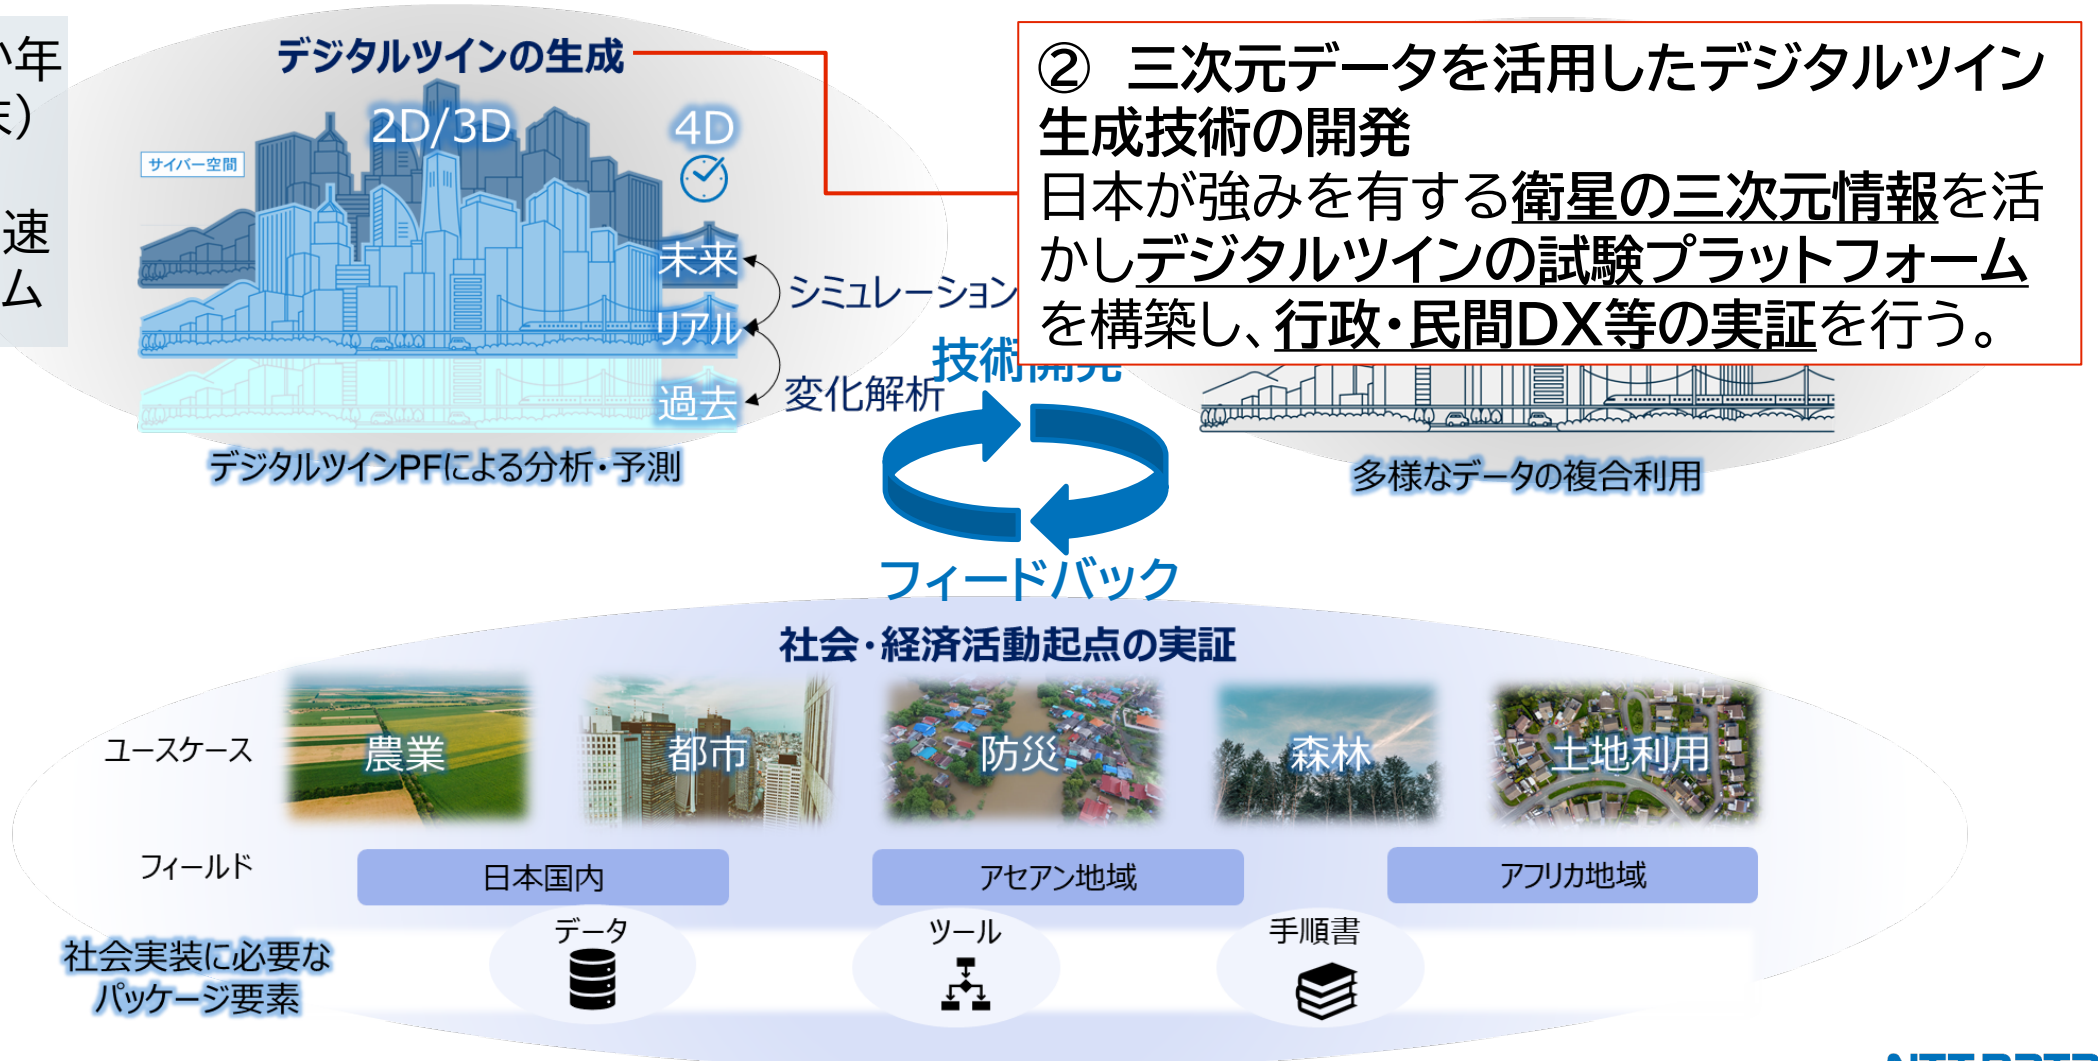 か年
末）
速
ム
デジタルツインの生成
2D/3D
4D
サイバー空間
未来
リアル
過去
シミュレーション
変化解析
デジタルツインPFによる分析・予測
② 三次元データを活用したデジタルツイン
生成技術の開発
日本が強みを有する衛星の三次元情報を活
かしデジタルツインの試験プラットフォーム
を構築し、行政・民間DX等の実証を行う。
技術開発
多様なデータの複合利用
フィードバック
社会・経済活動起点の実証
ユースケース
農業
都市
防災
森林
土地利用
フィールド
日本国内
アセアン地域
アフリカ地域
社会実装に必要な
パッケージ要素
データ
ツール
手順書